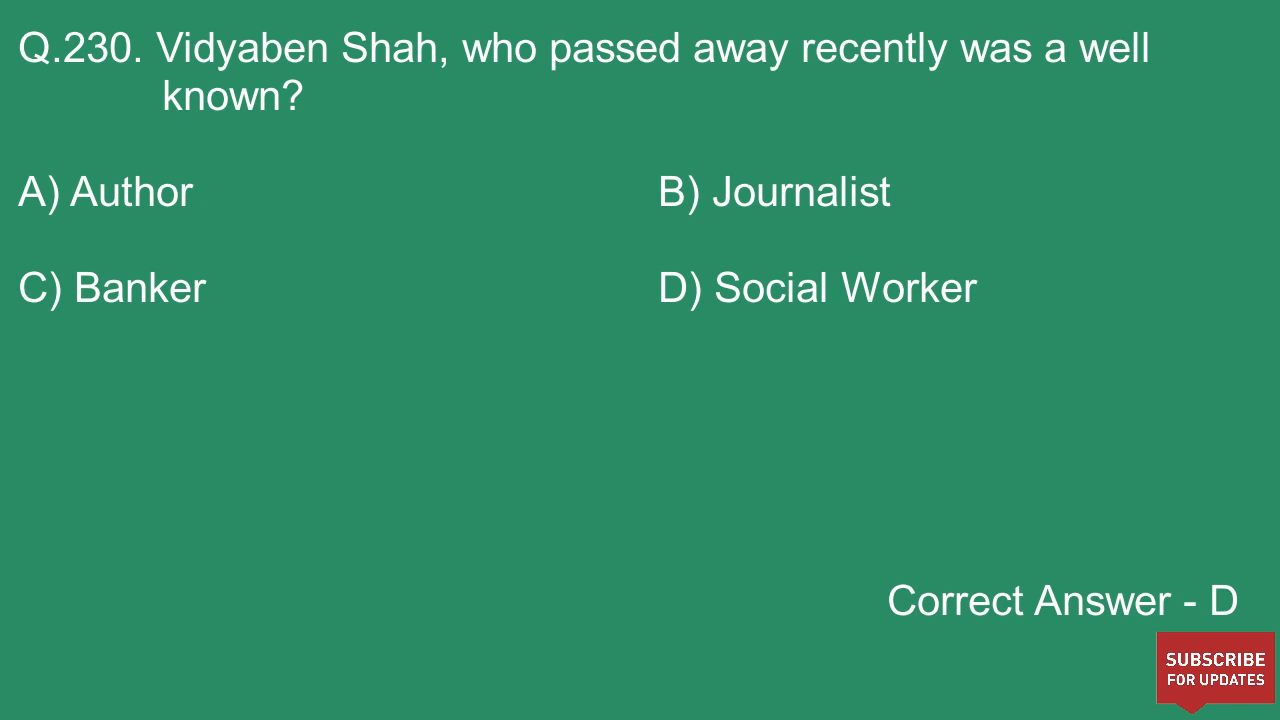 Q.230. Vidyaben Shah, who passed away recently was a well
known?
A) Author
B) Journalist
C) Banker
D) Social Worker
Correct Answer - D
SUBSCRIBE
FOR UPDATES